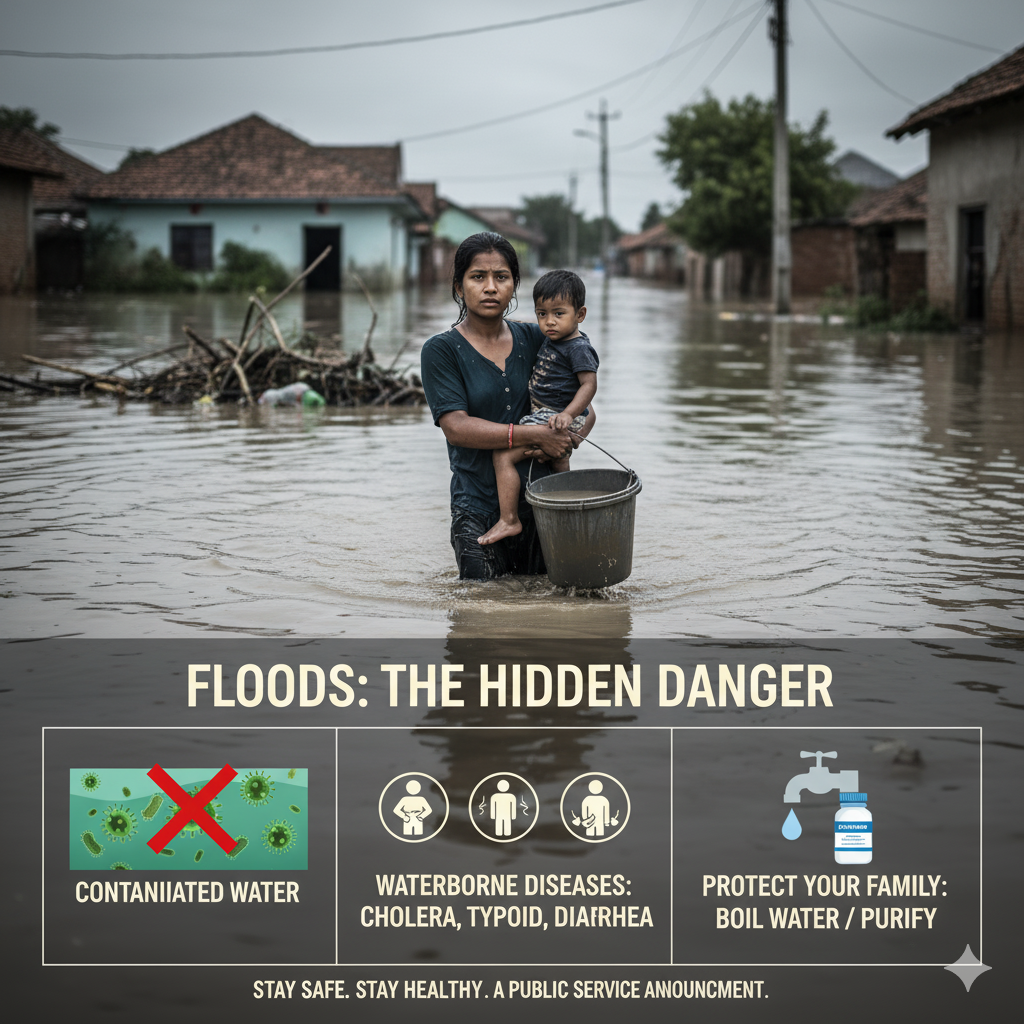 FLOODS: THE HIDDEN DANGER
CONTANIIATED WATER
WATERBORNE DISEASES:
CHOLERA, TYPOID, DIAFRHEA
PROTECT YOUR FAMILY:
BOIL WATER / PURIFY
STAY SAFE. STAY HEALTHY. A PUBLIC SERVICE ANOUNCMENT.